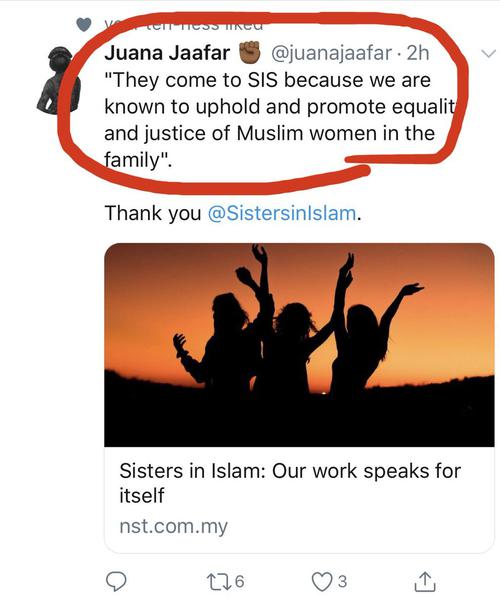 liked
Juana Jaafar ✊🏾 @juanajaafar · 2h
"They come to SIS because we are
known to uphold and promote equalit
and justice of Muslim women in the
family".
Thank you @SistersinIslam.
Sisters in Islam: Our work speaks for
itself
nst.com.my
6
3